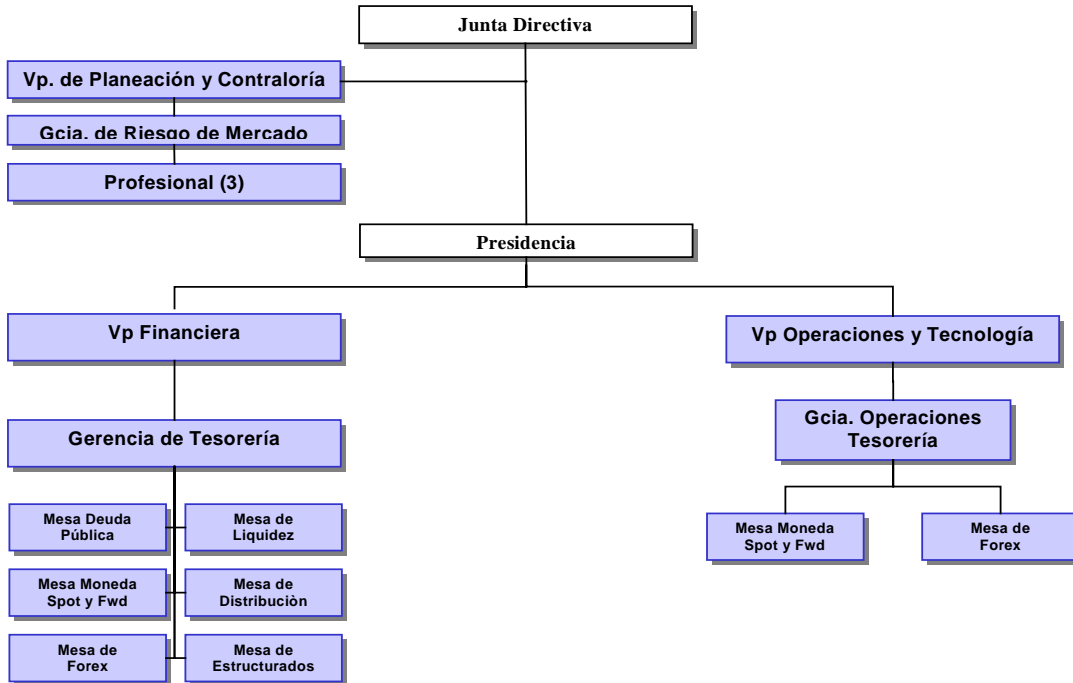 Junta Directiva
Vp. de Planeación y Contraloría
Gcia. de Riesgo de Mercado
Profesional (3)
Presidencia
Vp Financiera
Vp Operaciones y Tecnología
Gerencia de Tesorería
Gcia. Operaciones
Tesorería
Mesa Deuda
Pública
Mesa de
Liquidez
Mesa Moneda
Spot y Fwd
Mesa de
Forex
Mesa Moneda
Spot y Fwd
Mesa de
Distribuciòn
Mesa de
Forex
Mesa de
Estructurados